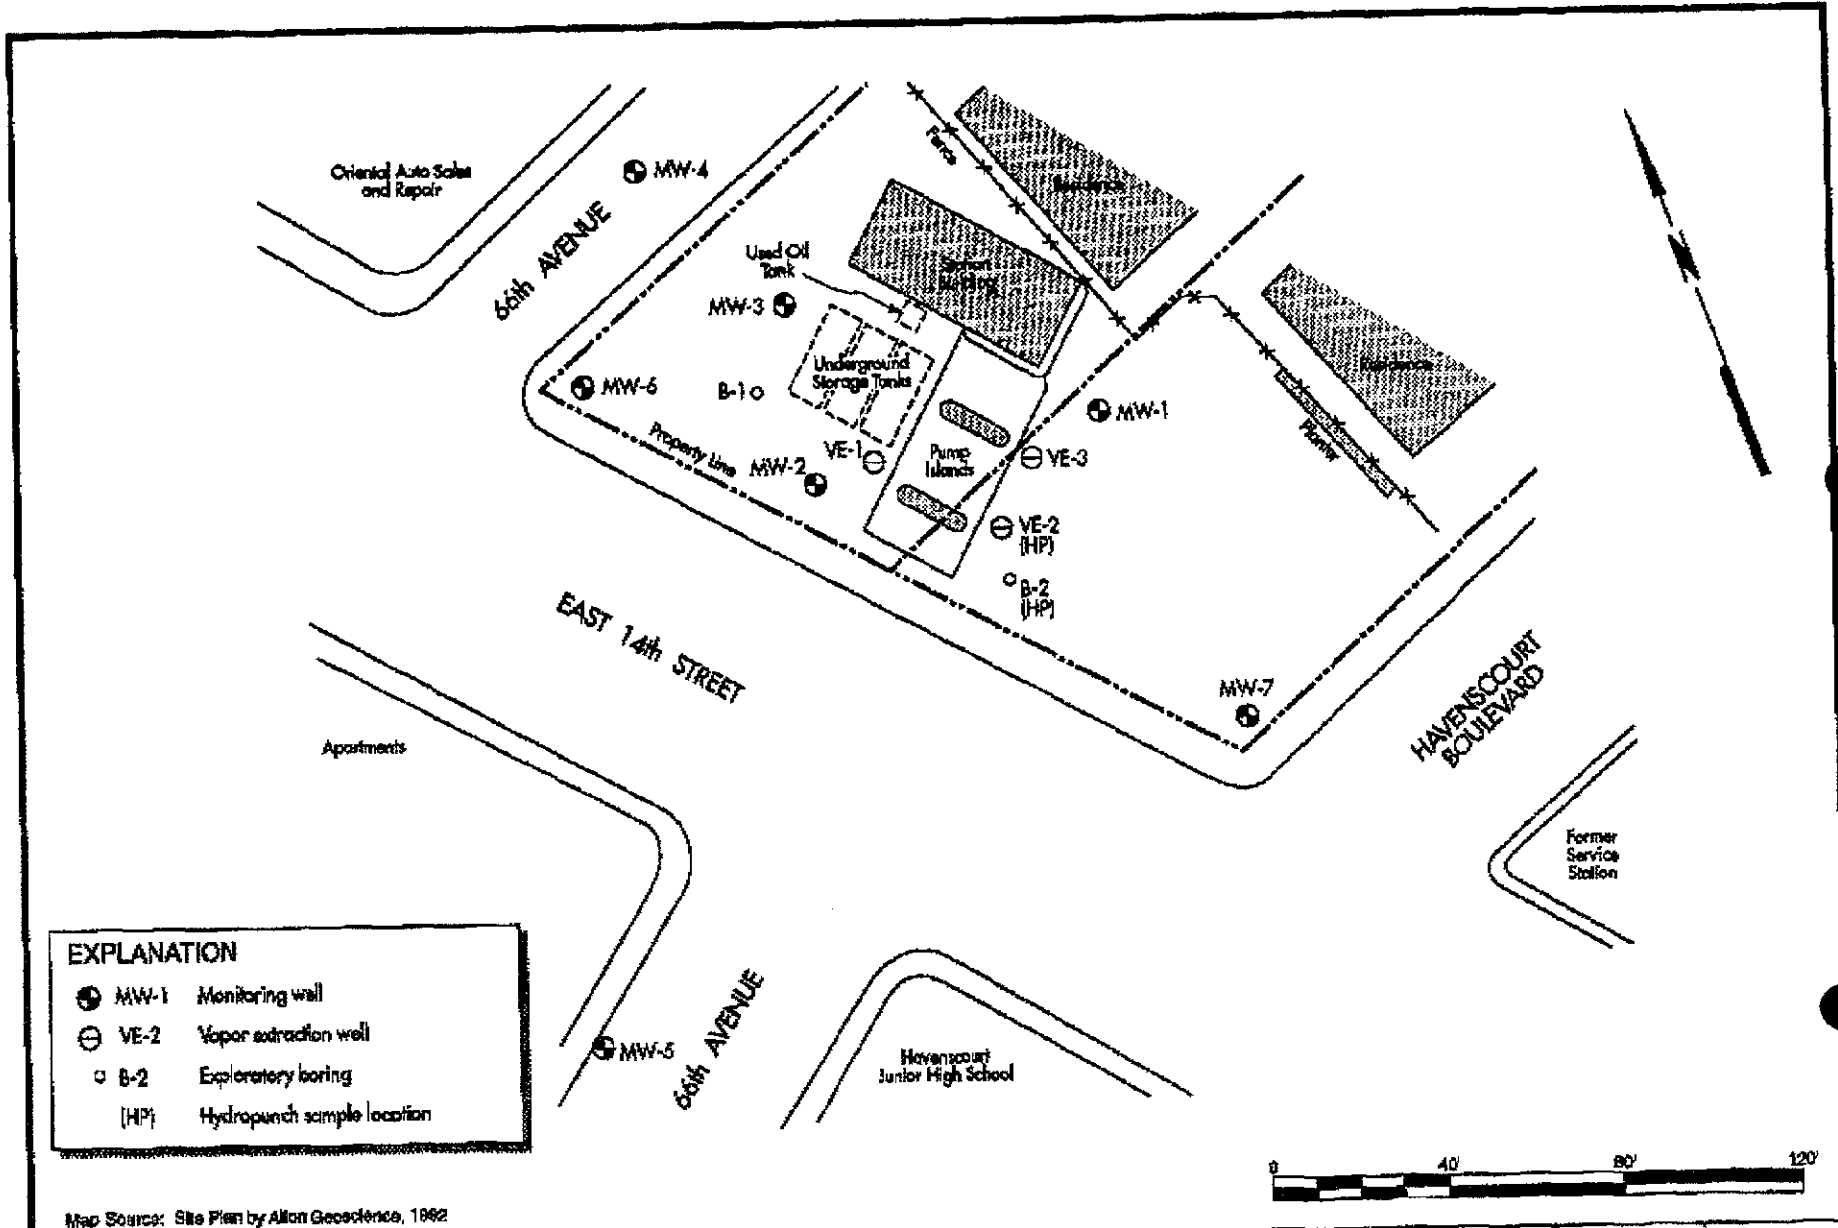 Oriental Auto Sales
and Repair
MW-4
66th AVENUE
Fence
Residence
Used Oil
Tank
Station
Building
MW-3
Underground
Storage Tanks
Residence
MW-6
B-1
MW-1
Planter
Property Line
VE-1
Pump
Islands
VE-3
MW-2
VE-2
(HP)
B-2
(HP)
N
EAST 14th STREET
MW-7
HAVENSCOURT
BOULEVARD
Apartments
Former
Service
Station
EXPLANATION
MW-1 Monitoring well
VE-2 Vapor extraction well
B-2 Exploratory boring
(HP) Hydropunch sample location
MW-5
66th AVENUE
Havenscourt
Junior High School
0 40' 80' 120'
Map Source: Site Plan by Alton Geoscience, 1992